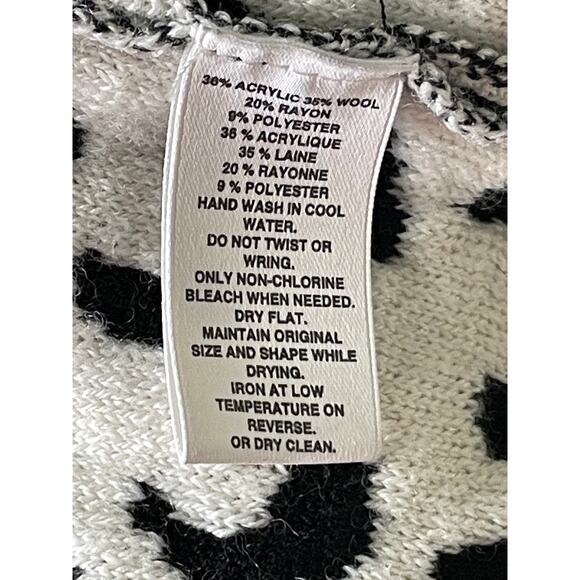 36% ACRYLIC 35% WOOL
20% RAYON
9% POLYESTER
36 % ACRYLIQUE
35 % LAINE
20 % RAYONNE
9 % POLYESTER
HAND WASH IN COOL
WATER.
DO NOT TWIST OR
WRING.
ONLY NON-CHLORINE
BLEACH WHEN NEEDED.
DRY FLAT.
MAINTAIN ORIGINAL
SIZE AND SHAPE WHILE
DRYING.
IRON AT LOW
TEMPERATURE ON
REVERSE.
OR DRY CLEAN.